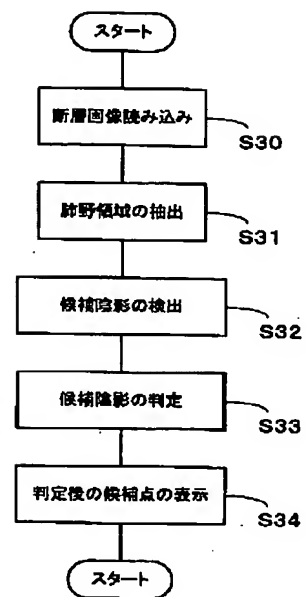 スタート
断層画像読み込み
S30
肺野領域の抽出
S31
候補陰影の検出
S32
候補陰影の判定
S33
判定後の候補点の表示
S34
スタート